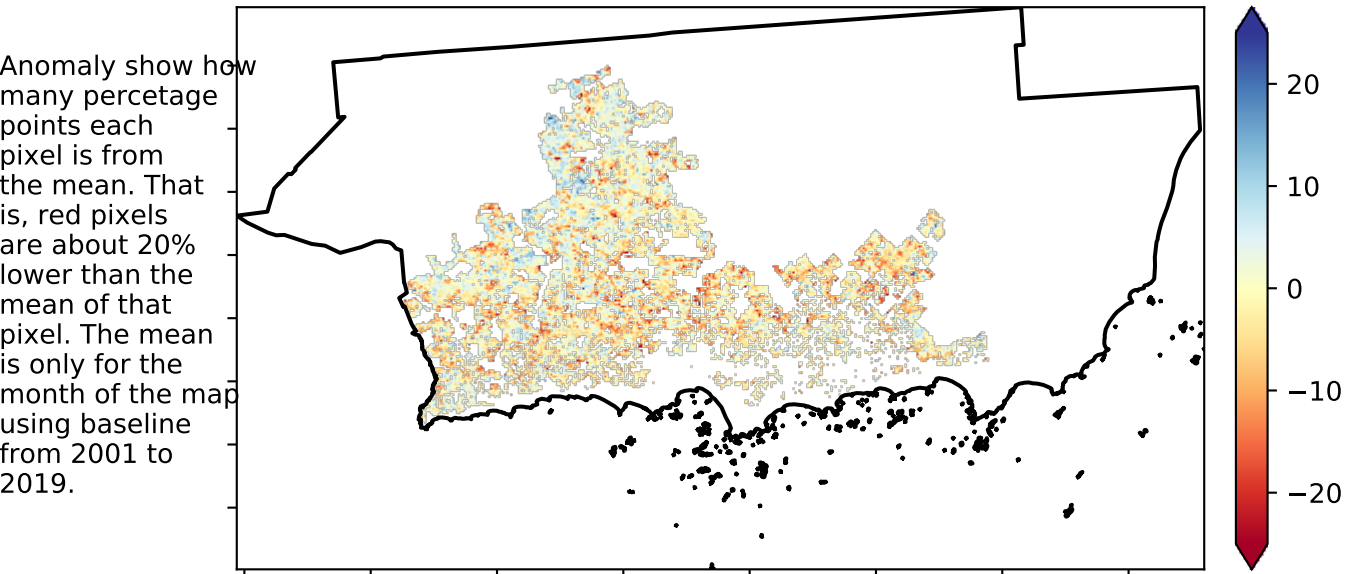 Anomaly show how
many percetage
points each
pixel is from
the mean. That
is, red pixels
are about 20%
lower than the
mean of that
pixel. The mean
is only for the
month of the map
using baseline
from 2001 to
2019.
20
10
0
−10
−20